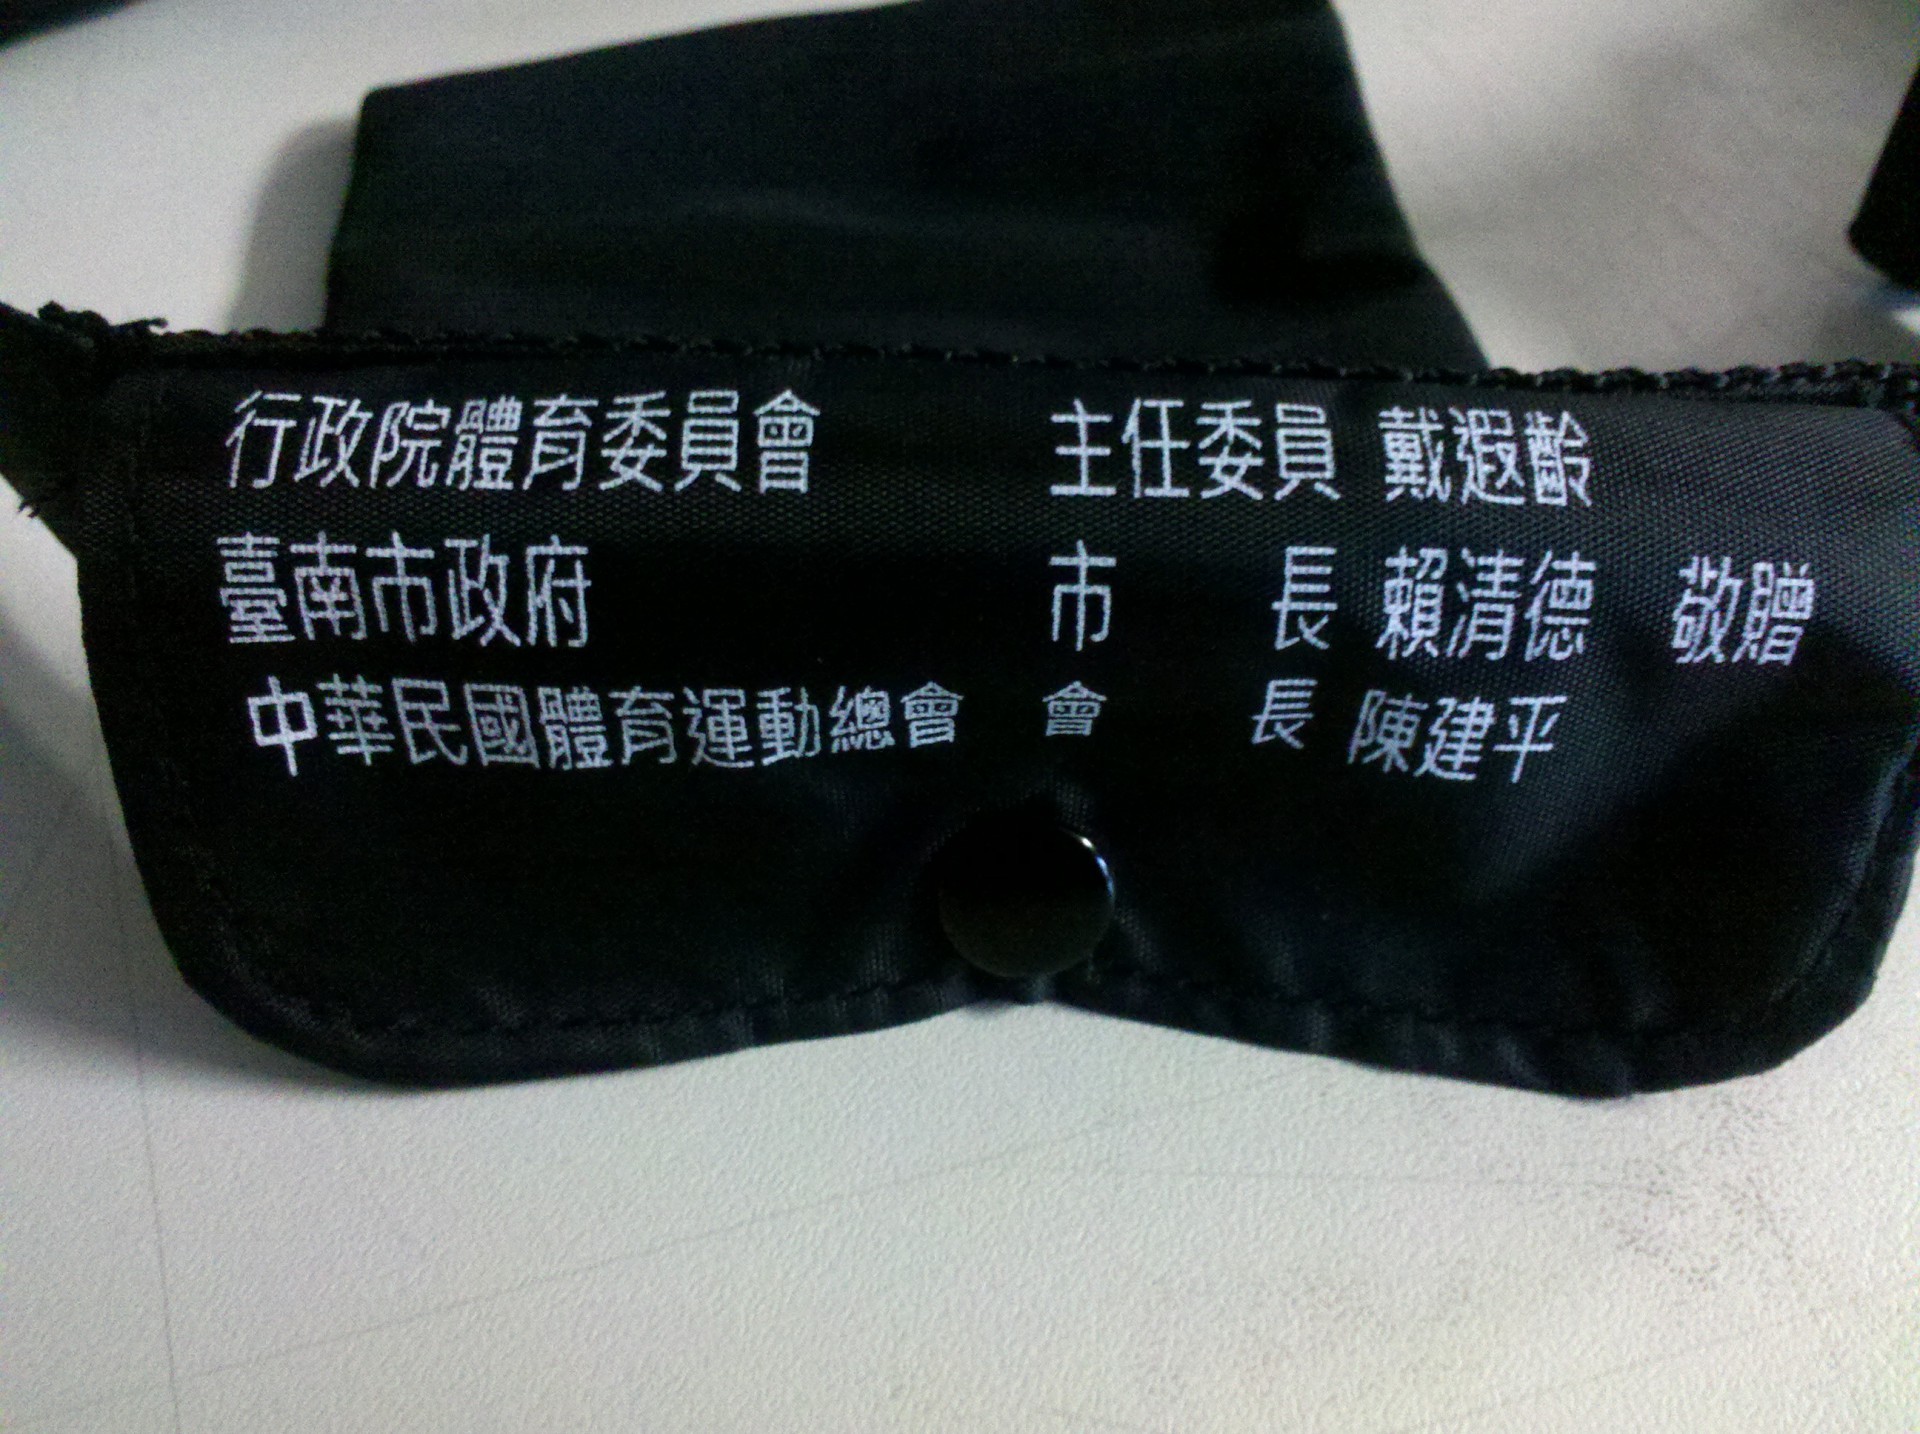 行政院體育委員會 主任委員 戴遐齡
臺南市政府 市 長 賴清德 敬贈
中華民國體育運動總會 會 長 陳建平